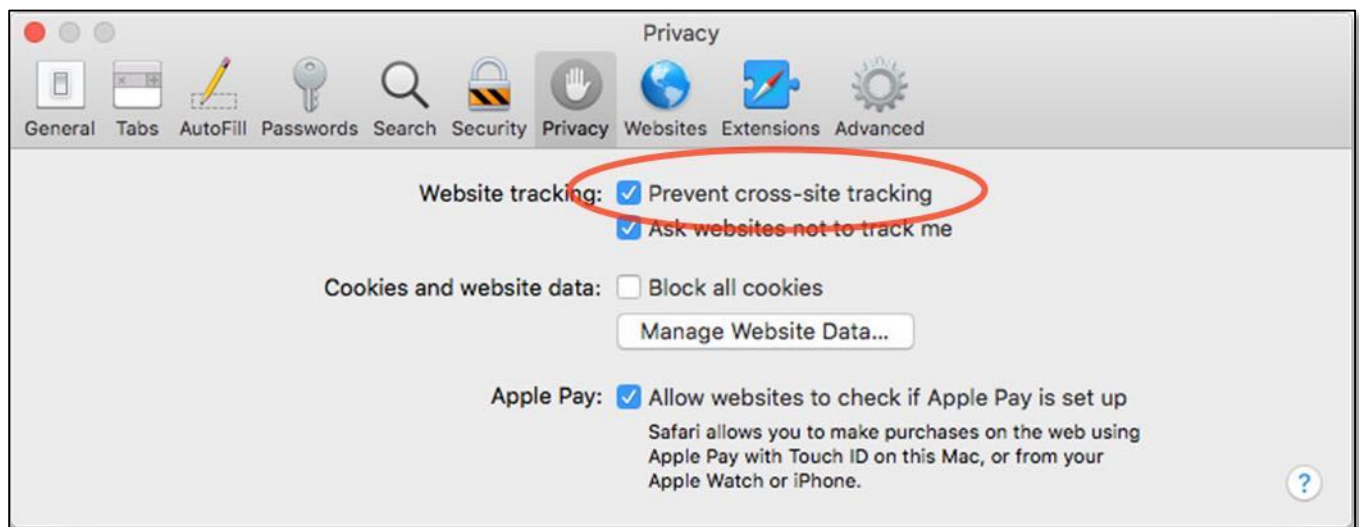 Privacy
General Tabs AutoFill Passwords Search Security Privacy Websites Extensions Advanced
Website tracking: Prevent cross-site tracking
Ask websites not to track me
Cookies and website data: Block all cookies
Manage Website Data...
Apple Pay: Allow websites to check if Apple Pay is set up
Safari allows you to make purchases on the web using
Apple Pay with Touch ID on this Mac, or from your
Apple Watch or iPhone.
?